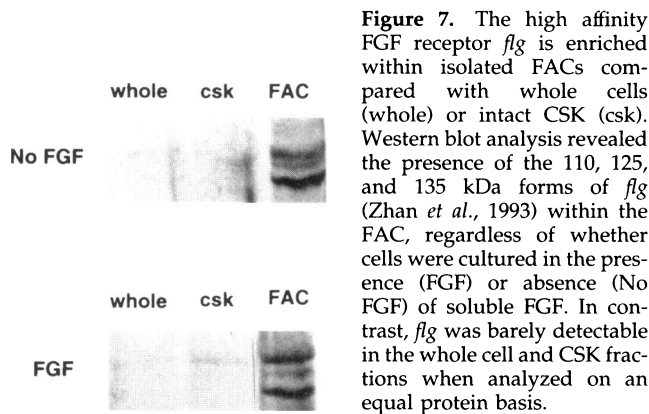 whole csk FAC
No FGF
whole csk FAC
FGF
Figure 7. The high affinity
FGF receptor flg is enriched
within isolated FACs com-
pared with whole cells
(whole) or intact CSK (csk).
Western blot analysis revealed
the presence of the 110, 125,
and 135 kDa forms of flg
(Zhan et al., 1993) within the
FAC, regardless of whether
cells were cultured in the pres-
ence (FGF) or absence (No
FGF) of soluble FGF. In con-
trast, flg was barely detectable
in the whole cell and CSK frac-
tions when analyzed on an
equal protein basis.